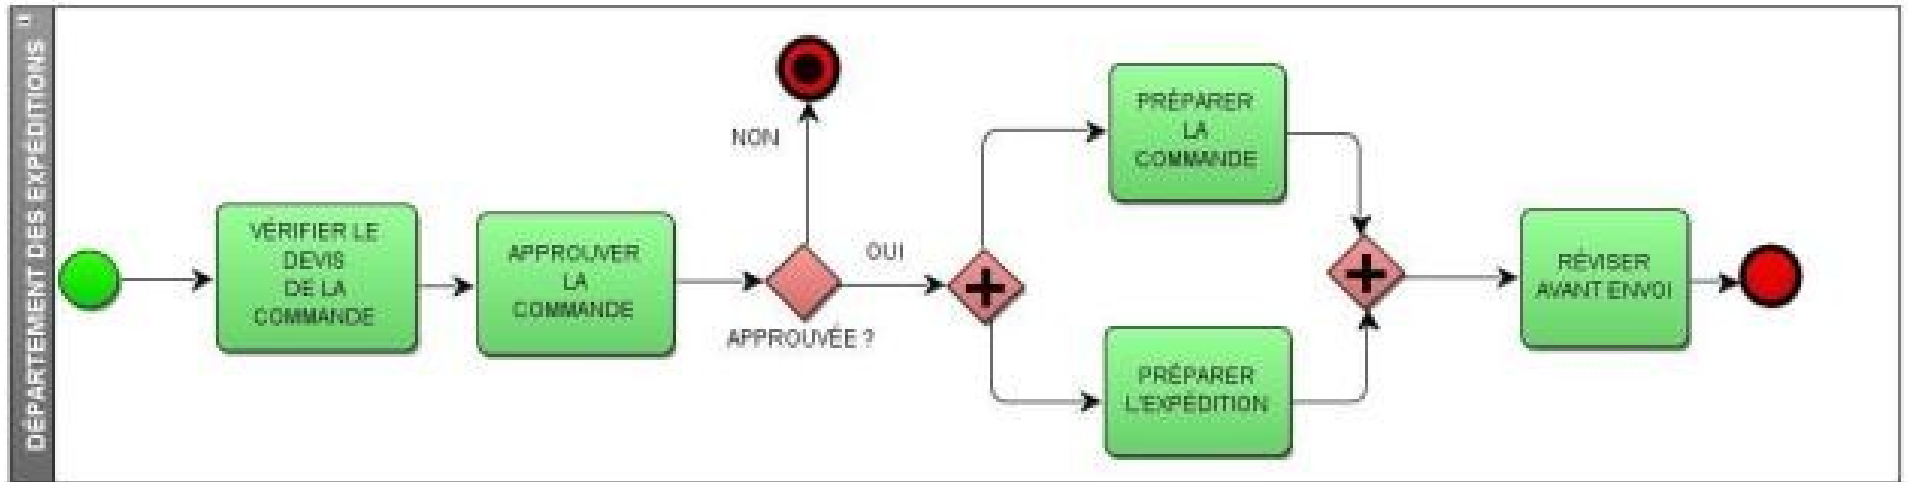 DÉPARTEMENT DES EXPÉDITIONS
VÉRIFIER LE
DEVIS
DE LA
COMMANDE
APPROUVER
LA
COMMANDE
NON
APPROUVÉE ?
OUI
PRÉPARER
LA
COMMANDE
PRÉPARER
L'EXPÉDITION
RÉVISER
AVANT ENVOI